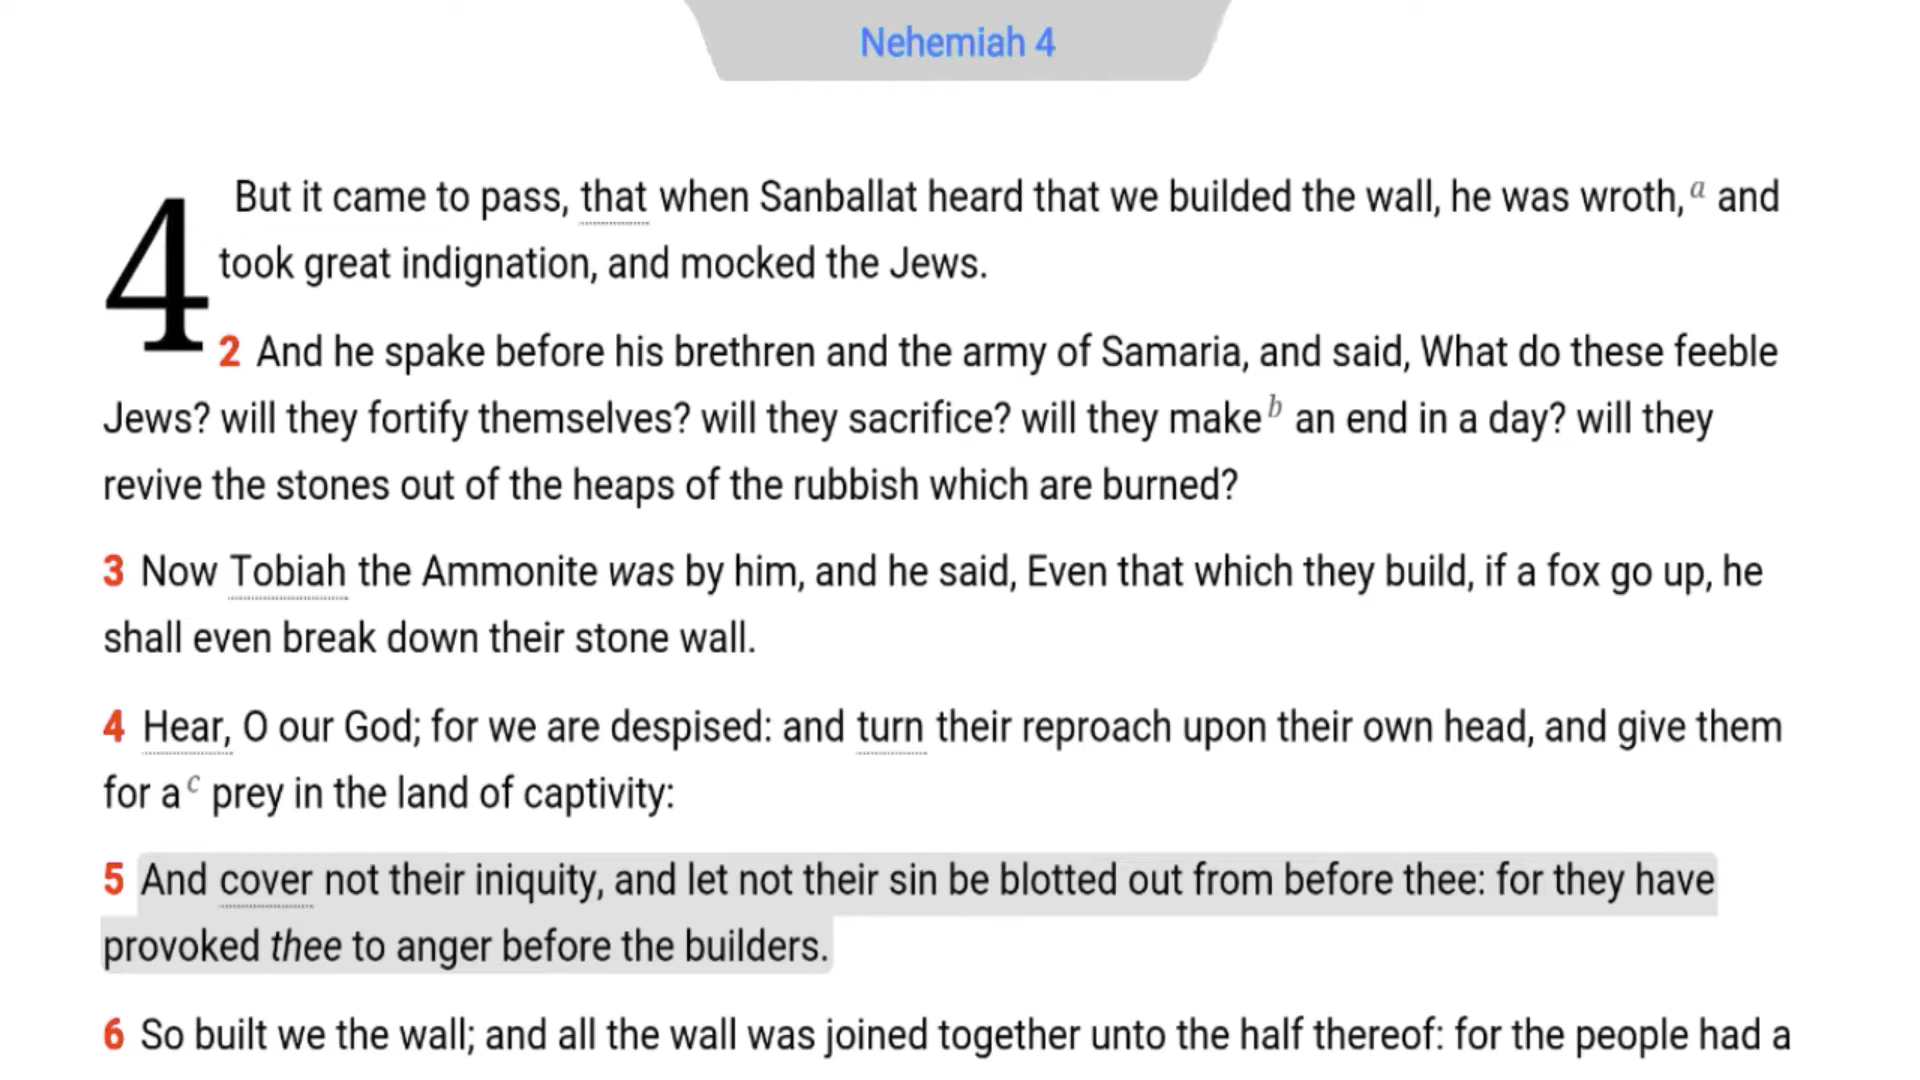 Nehemiah 4
4 But it came to pass, that when Sanballat heard that we builded the wall, he was wroth, a and
took great indignation, and mocked the Jews.
2 And he spake before his brethren and the army of Samaria, and said, What do these feeble
Jews? will they fortify themselves? will they sacrifice? will they make b an end in a day? will they
revive the stones out of the heaps of the rubbish which are burned?
3 Now Tobiah the Ammonite was by him, and he said, Even that which they build, if a fox go up, he
shall even break down their stone wall.
4 Hear, O our God; for we are despised: and turn their reproach upon their own head, and give them
for a c prey in the land of captivity:
5 And cover not their iniquity, and let not their sin be blotted out from before thee: for they have
provoked thee to anger before the builders.
6 So built we the wall; and all the wall was joined together unto the half thereof: for the people had a